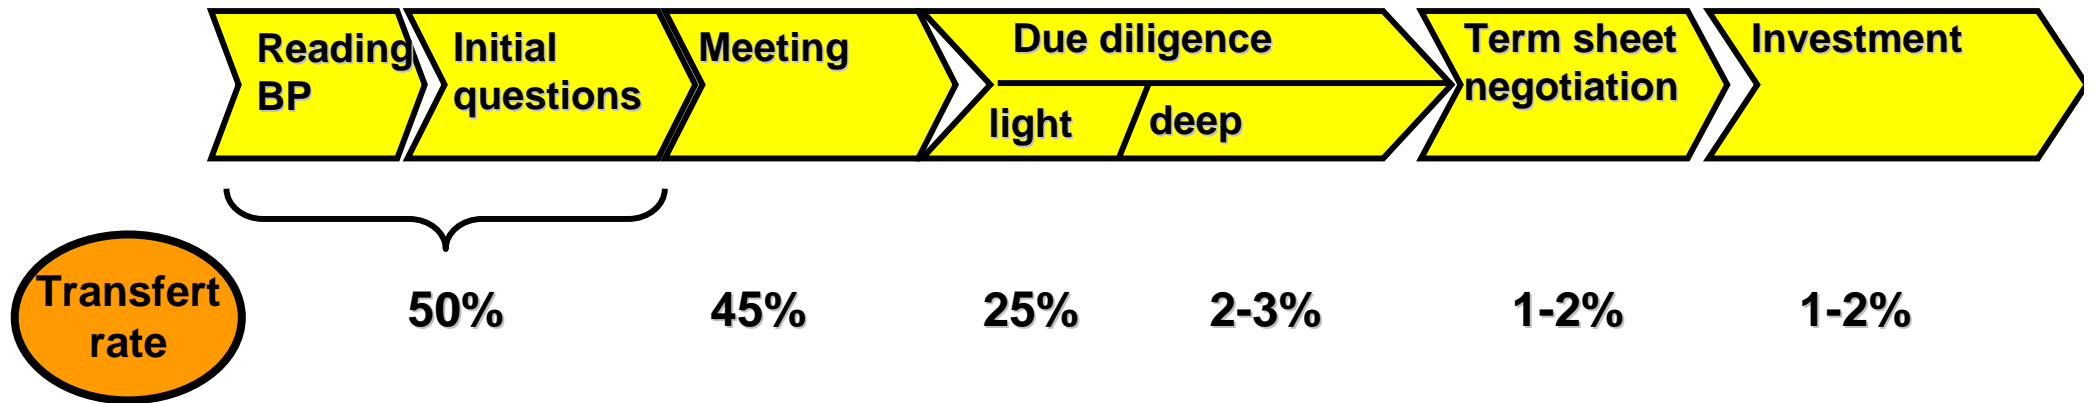 Reading
BP
Initial
questions
Meeting
Due diligence
light
deep
Term sheet
negotiation
Investment
Transfert
rate
50%
45%
25%
2-3%
1-2%
1-2%